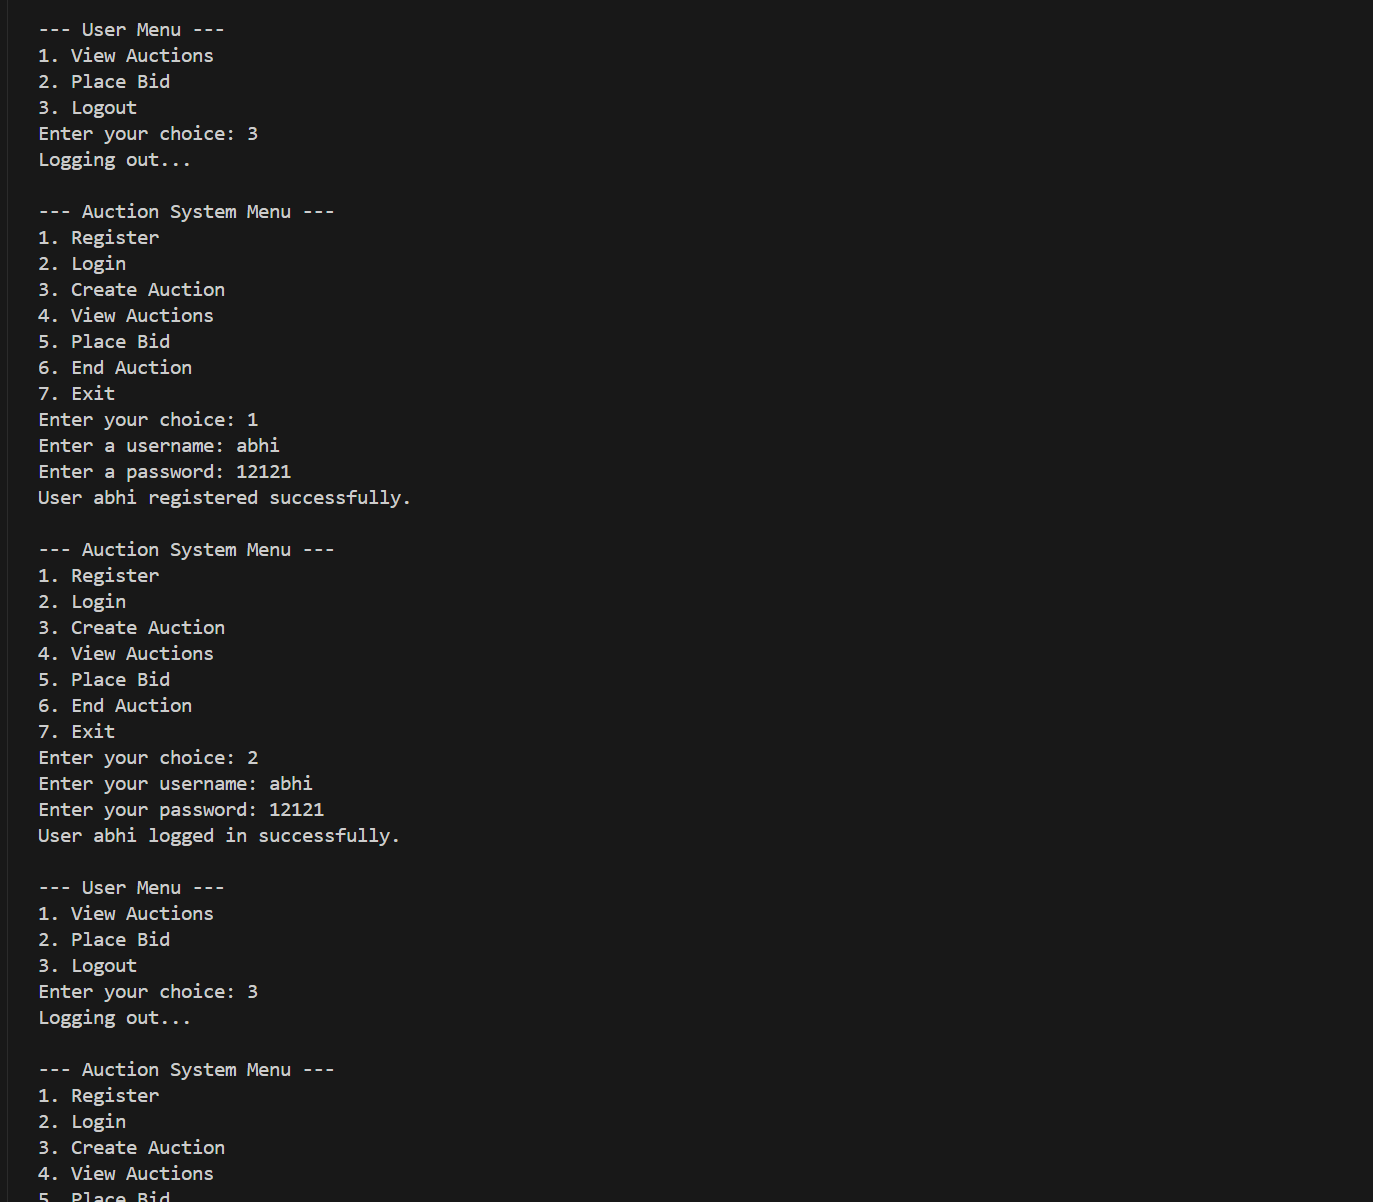 --- User Menu ---
1. View Auctions
2. Place Bid
3. Logout
Enter your choice: 3
Logging out...
--- Auction System Menu ---
1. Register
2. Login
3. Create Auction
4. View Auctions
5. Place Bid
6. End Auction
7. Exit
Enter your choice: 1
Enter a username: abhi
Enter a password: 12121
User abhi registered successfully.
--- Auction System Menu ---
1. Register
2. Login
3. Create Auction
4. View Auctions
5. Place Bid
6. End Auction
7. Exit
Enter your choice: 2
Enter your username: abhi
Enter your password: 12121
User abhi logged in successfully.
--- User Menu ---
1. View Auctions
2. Place Bid
3. Logout
Enter your choice: 3
Logging out...
--- Auction System Menu ---
1. Register
2. Login
3. Create Auction
4. View Auctions
5. Place Bid